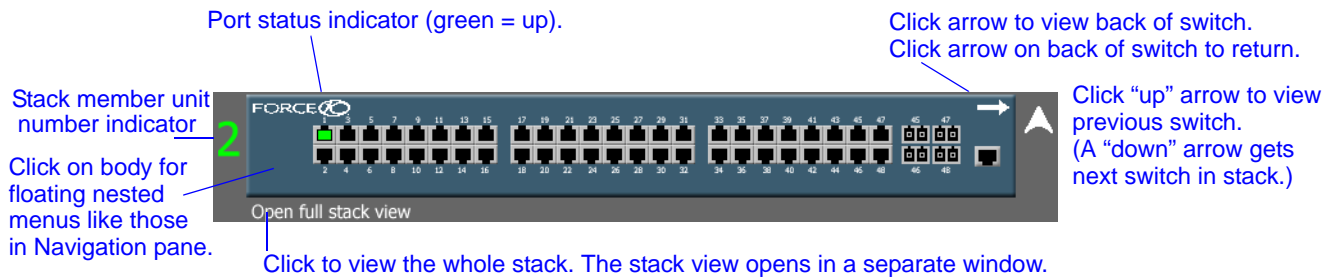 Port status indicator (green = up).
Click arrow to view back of switch.
Click arrow on back of switch to return.
Stack member unit
number indicator
2
FORCE10
1 3 5 7 9 11 13 15 17 19 21 23 25 27 29 31 33 35 37 39 41 43 45 47 45 47
2 4 6 8 10 12 14 16 18 20 22 24 26 28 30 32 34 36 38 40 42 44 46 48 46 48
Click “up” arrow to view
previous switch.
(A “down” arrow gets
next switch in stack.)
Click on body for
floating nested
menus like those
in Navigation pane.
Open full stack view
Click to view the whole stack. The stack view opens in a separate window.